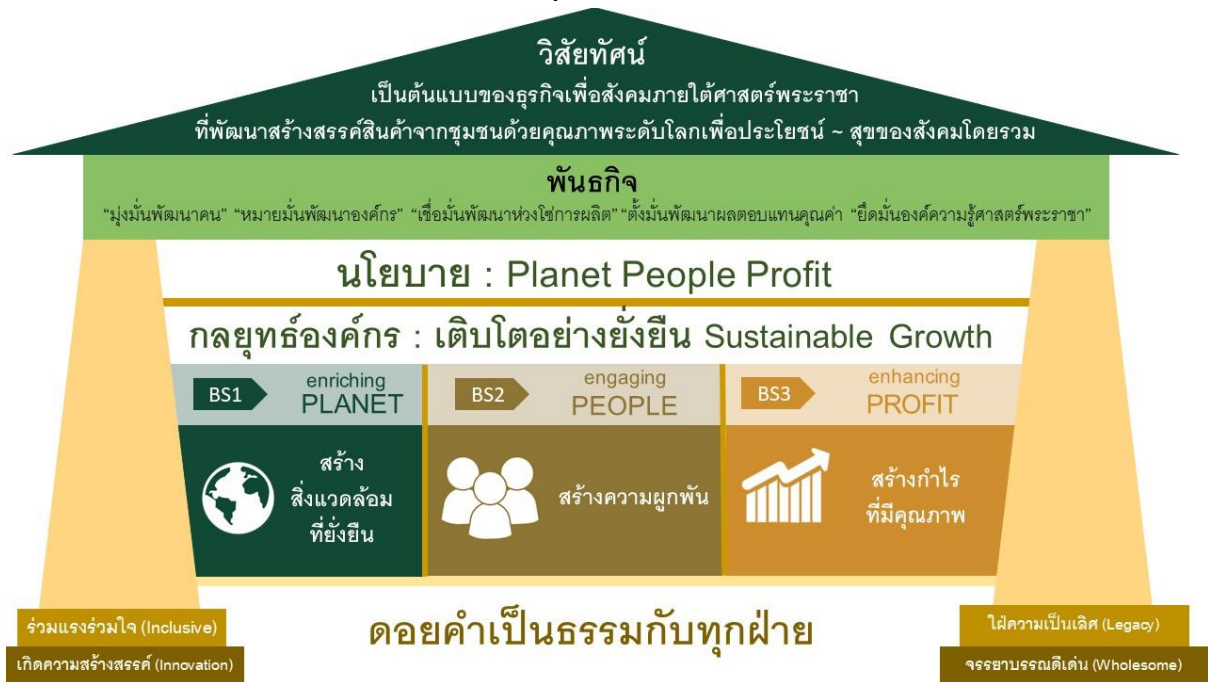 วิสัยทัศน์
เป็นต้นแบบของธุรกิจเพื่อสังคมภายใต้ศาสตร์พระราชา
ที่พัฒนาสร้างสรรค์สินค้าจากชุมชนด้วยคุณภาพระดับโลกเพื่อประโยชน์ ~ สุขของสังคมโดยรวม
พันธกิจ
“มุ่งมั่นพัฒนาคน” “หมายมั่นพัฒนาองค์กร” “เชื่อมั่นพัฒนาห่วงโซ่การผลิต” “ตั้งมั่นพัฒนาผลตอบแทนคุณค่า “ยึดมั่นองค์ความรู้ศาสตร์พระราชา”
นโยบาย : Planet People Profit
กลยุทธ์องค์กร : เติบโตอย่างยั่งยืน Sustainable Growth
BS1
enriching
PLANET
สร้าง
สิ่งแวดล้อม
ที่ยั่งยืน
BS2
engaging
PEOPLE
สร้างความผูกพัน
BS3
enhancing
PROFIT
สร้างกำไร
ที่มีคุณภาพ
ร่วมแรงร่วมใจ (Inclusive)
เกิดความสร้างสรรค์ (Innovation)
ดอยคำเป็นธรรมกับทุกฝ่าย
ใฝ่ความเป็นเลิศ (Legacy)
จรรยาบรรณดีเด่น (Wholesome)